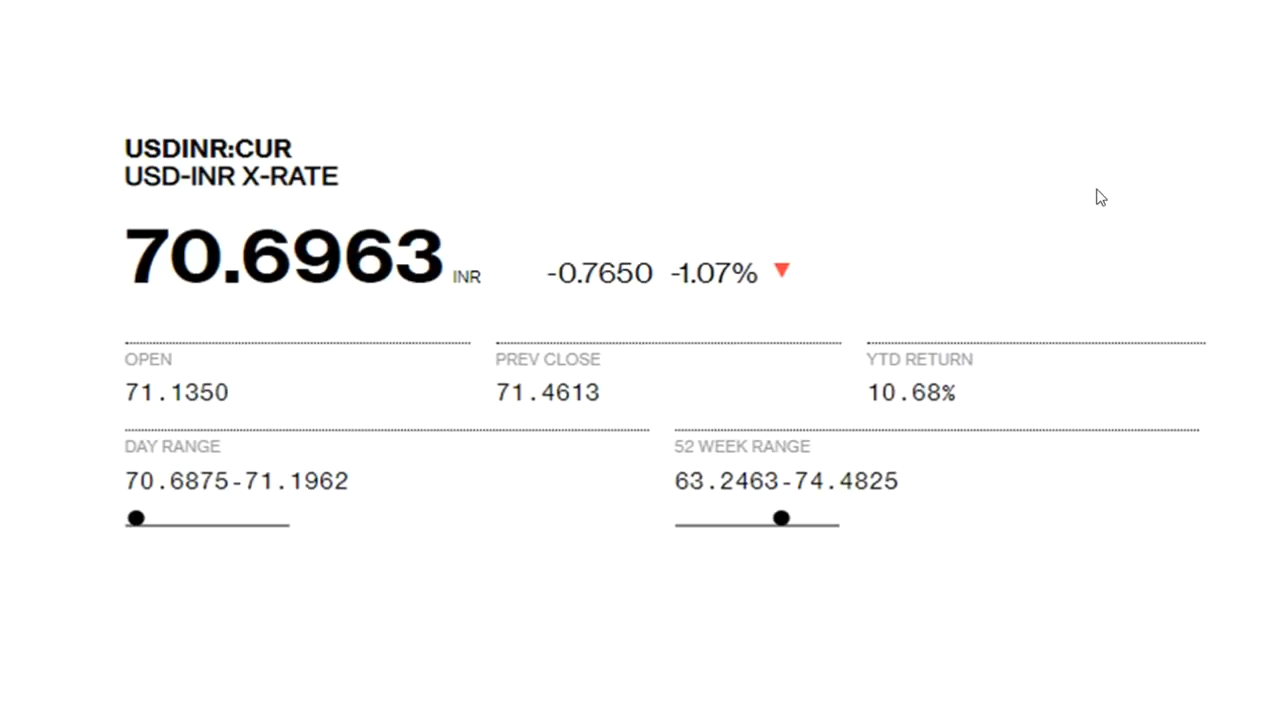 USDINR:CUR
USD-INR X-RATE
70.6963 INR -0.7650 -1.07% ▼
OPEN PREV CLOSE YTD RETURN
71.1350 71.4613 10.68%
DAY RANGE 52 WEEK RANGE
70.6875-71.1962 63.2463-74.4825